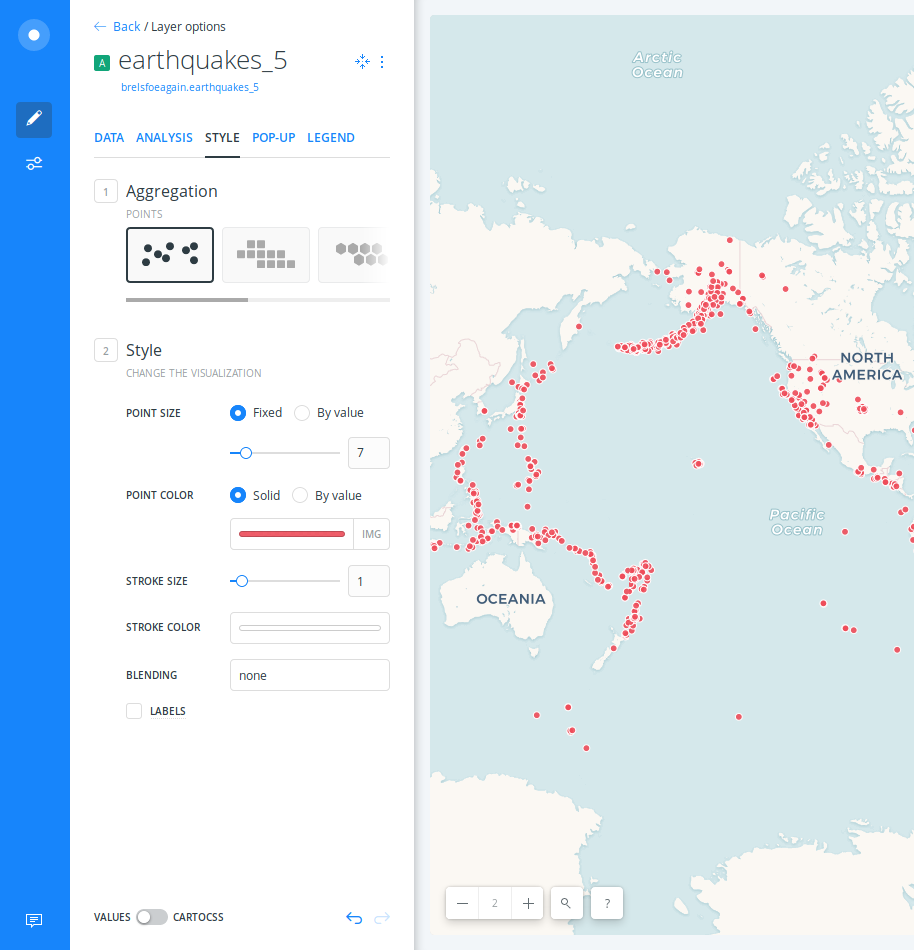 Back / Layer options
A earthquakes_5
brelsfoeagain.earthquakes_5
DATA ANALYSIS STYLE POP-UP LEGEND
1 Aggregation
POINTS
2 Style
CHANGE THE VISUALIZATION
POINT SIZE Fixed By value
7
POINT COLOR Solid By value
IMG
STROKE SIZE 1
STROKE COLOR
BLENDING none
LABELS
VALUES CARTOCSS
Arctic
Ocean
NORTH
AMERICA
Pacific
Ocean
OCEANIA
2 ?